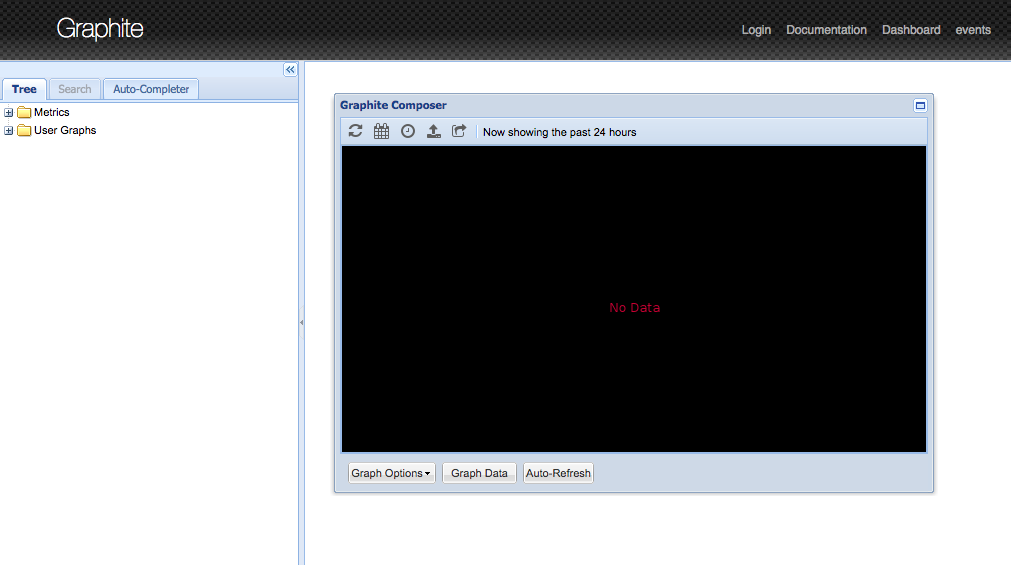 Graphite
Login Documentation Dashboard events
Tree Search Auto-Completer
Metrics
User Graphs
Graphite Composer
Now showing the past 24 hours
No Data
Graph Options Graph Data Auto-Refresh